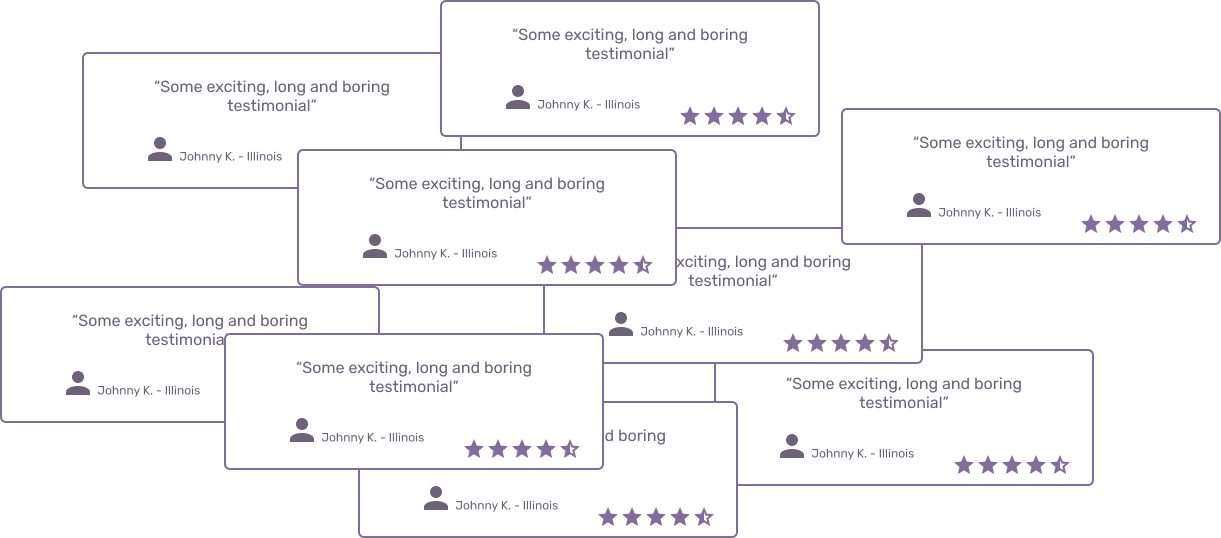 “Some exciting, long and boring
testimonial”
Johnny K. - Illinois
“Some exciting, long and boring
testimonial”
Johnny K. - Illinois
“Some exciting, long and boring
testimonial”
Johnny K. - Illinois
“Some exciting, long and boring
testimonial”
Johnny K. - Illinois
xciting, long and boring
testimonial”
Johnny K. - Illinois
“Some exciting, long and boring
testimonia
Johnny K. - Illinois
“Some exciting, long and boring
testimonial”
Johnny K. - Illinois
“Some exciting, long and boring
testimonial”
Johnny K. - Illinois
d boring
Johnny K. - Illinois